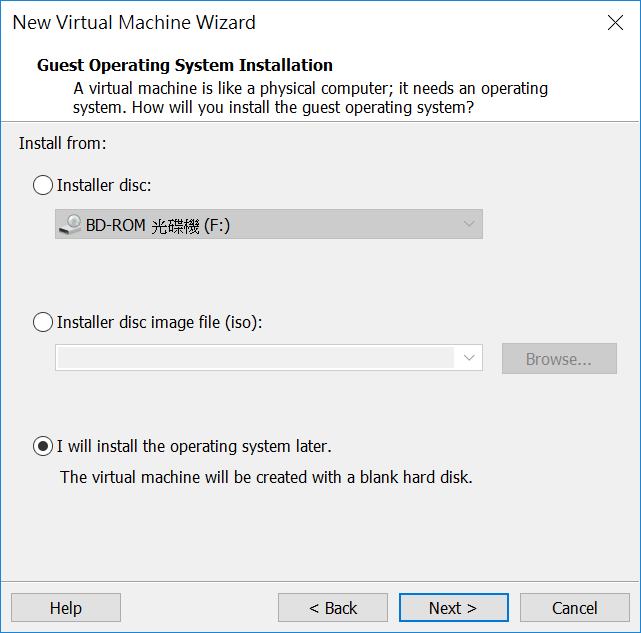 New Virtual Machine Wizard
Guest Operating System Installation
A virtual machine is like a physical computer; it needs an operating
system. How will you install the guest operating system?
Install from:
Installer disc:
BD-ROM 光碟機 (F:)
Installer disc image file (iso):
Browse...
I will install the operating system later.
The virtual machine will be created with a blank hard disk.
Help
< Back
Next >
Cancel